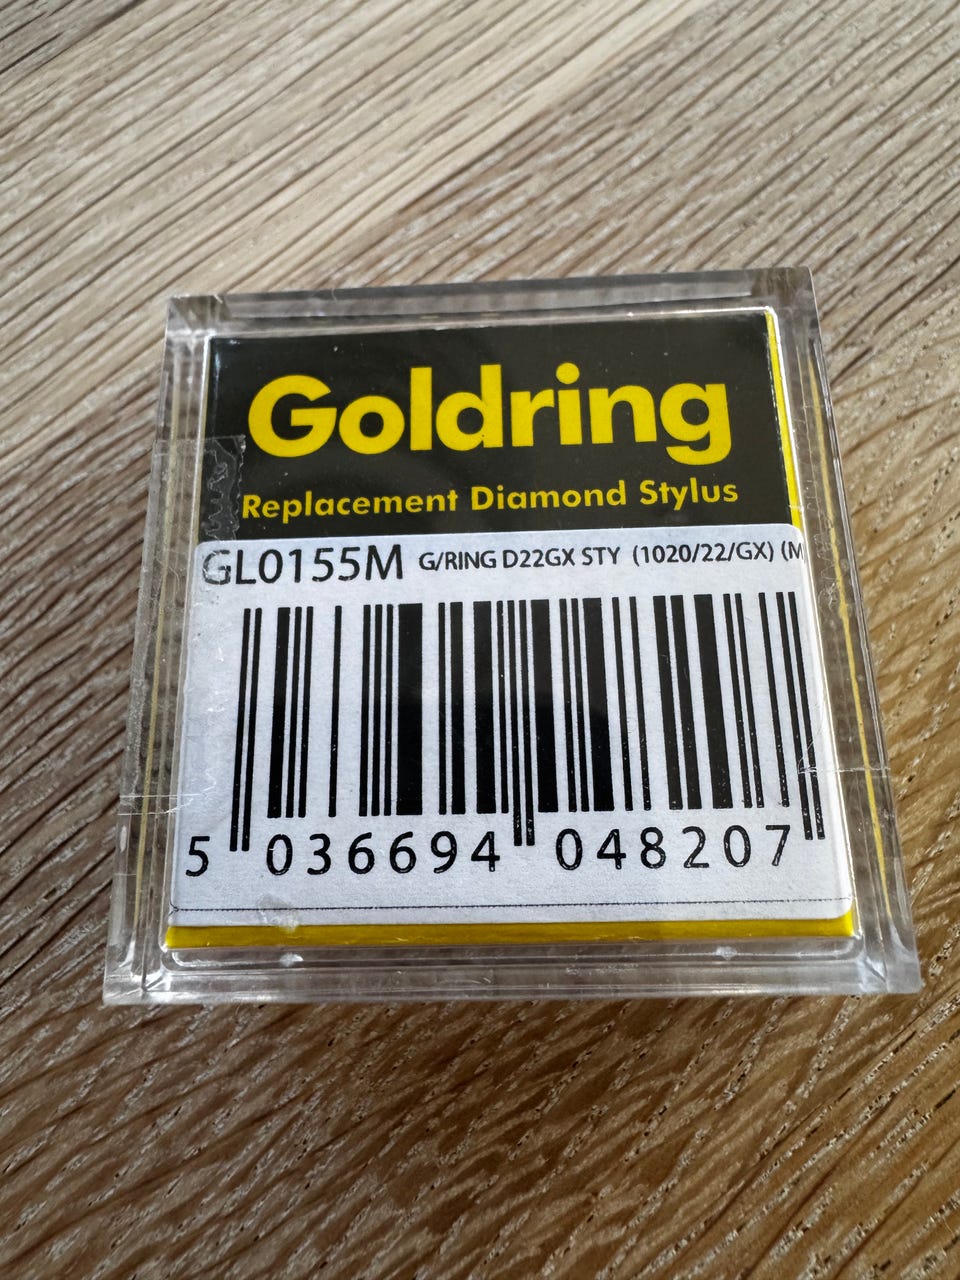 Goldring
Replacement Diamond Stylus
GL0155M G/RING D22GX STY (1020/22/GX) (M
5 036694 048207